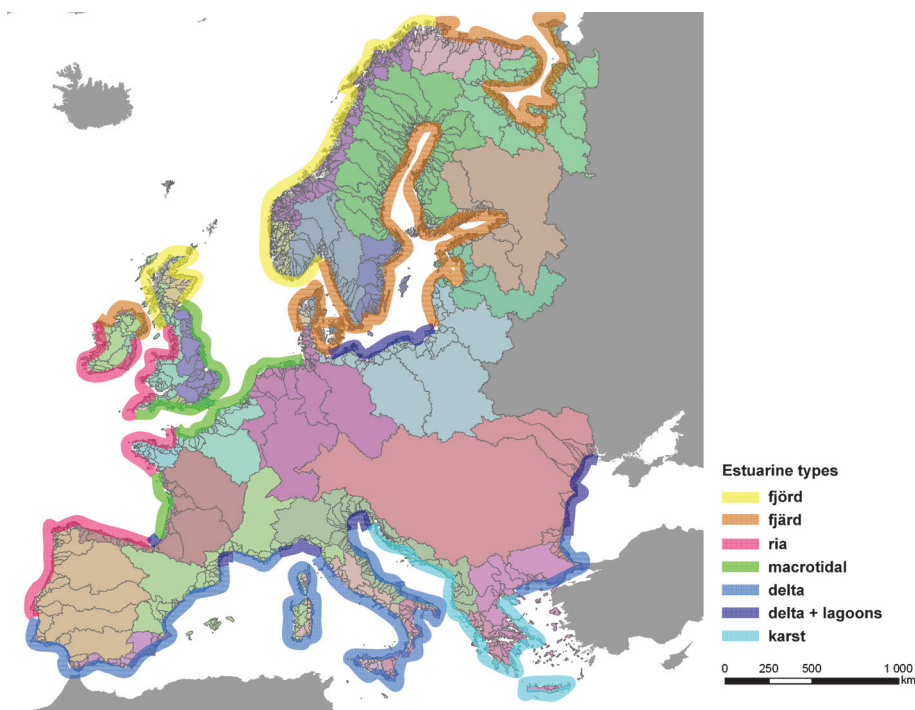 Estuarine types
fjörd
fjärd
ria
macrotidal
delta
delta + lagoons
karst
0 250 500 1 000
km